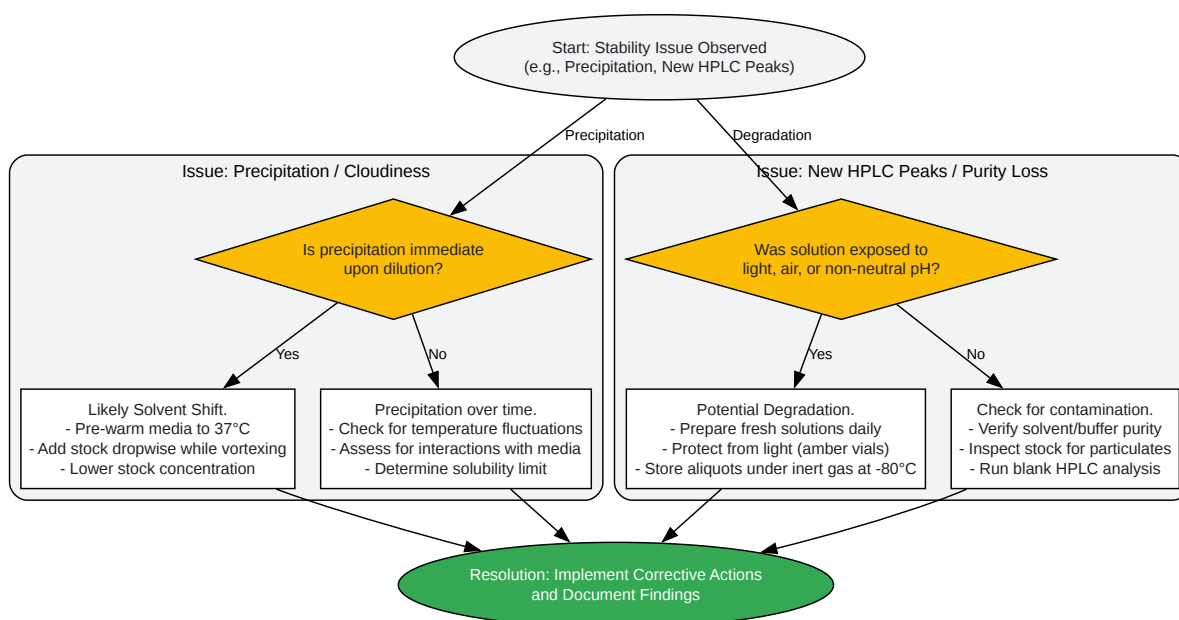 Start: Stability Issue Observed
(e.g., Precipitation, New HPLC Peaks)
Precipitation
Degradation
Issue: Precipitation / Cloudiness
Is precipitation immediate
upon dilution?
Yes
No
Likely Solvent Shift.
- Pre-warm media to 37°C
- Add stock dropwise while vortexing
- Lower stock concentration
Precipitation over time.
- Check for temperature fluctuations
- Assess for interactions with media
- Determine solubility limit
Issue: New HPLC Peaks / Purity Loss
Was solution exposed to
light, air, or non-neutral pH?
Yes
No
Potential Degradation.
- Prepare fresh solutions daily
- Protect from light (amber vials)
- Store aliquots under inert gas at -80°C
Check for contamination.
- Verify solvent/buffer purity
- Inspect stock for particulates
- Run blank HPLC analysis
Resolution: Implement Corrective Actions
and Document Findings